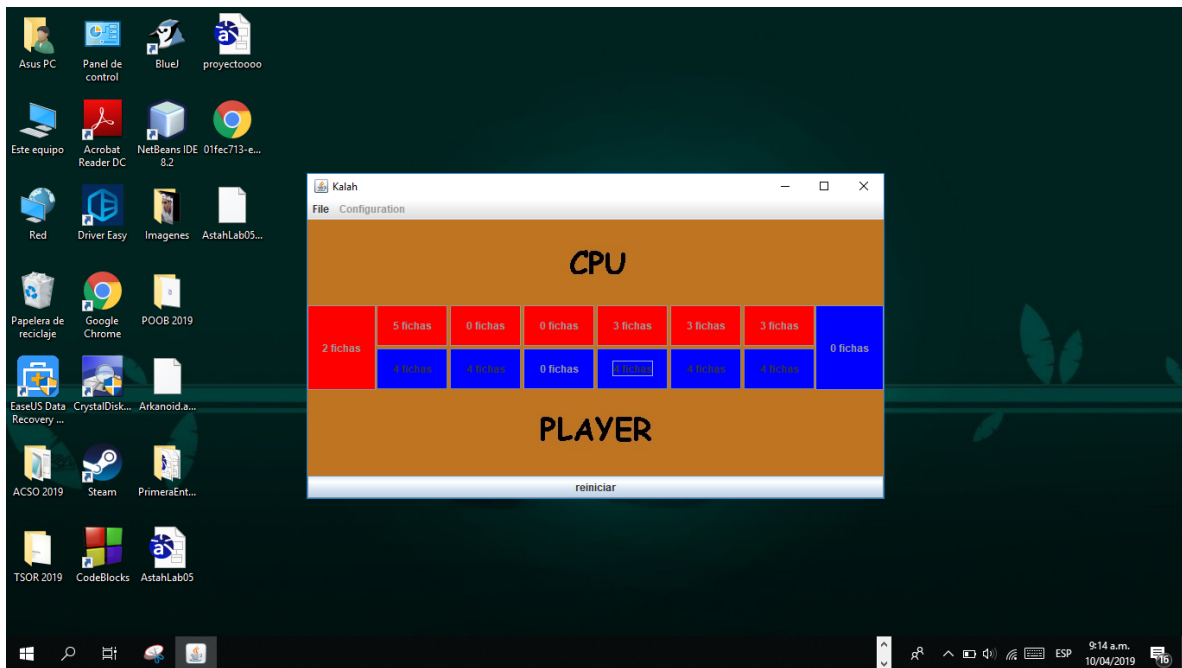 Asus PC
Panel de
control
BlueJ
proyectoooo
Este equipo
Acrobat
Reader DC
NetBeans IDE
8.2
01fec713-e...
Red
Driver Easy
Imagenes
AstahLab05...
Papelera de
reciclaje
Google
Chrome
POOB 2019
EaseUS Data
Recovery ...
CrystalDisk...
Arkanoid.a...
ACSO 2019
Steam
PrimeraEnt...
TSOR 2019
CodeBlocks
AstahLab05
Kalah
File Configuration
CPU
2 fichas
5 fichas 0 fichas 0 fichas 3 fichas 3 fichas 3 fichas
0 fichas
4 fichas 4 fichas 0 fichas 4 fichas 4 fichas 4 fichas
PLAYER
reiniciar
ESP
9:14 a.m.
10/04/2019
16